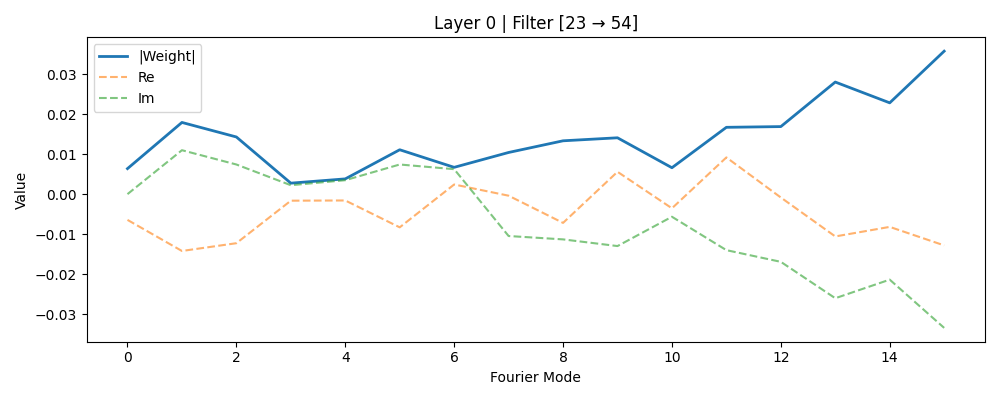 Layer 0 | Filter [23 → 54]
|Weight|
Re
Im
Value
0.03
0.02
0.01
0.00
−0.01
−0.02
−0.03
0 2 4 6 8 10 12 14
Fourier Mode